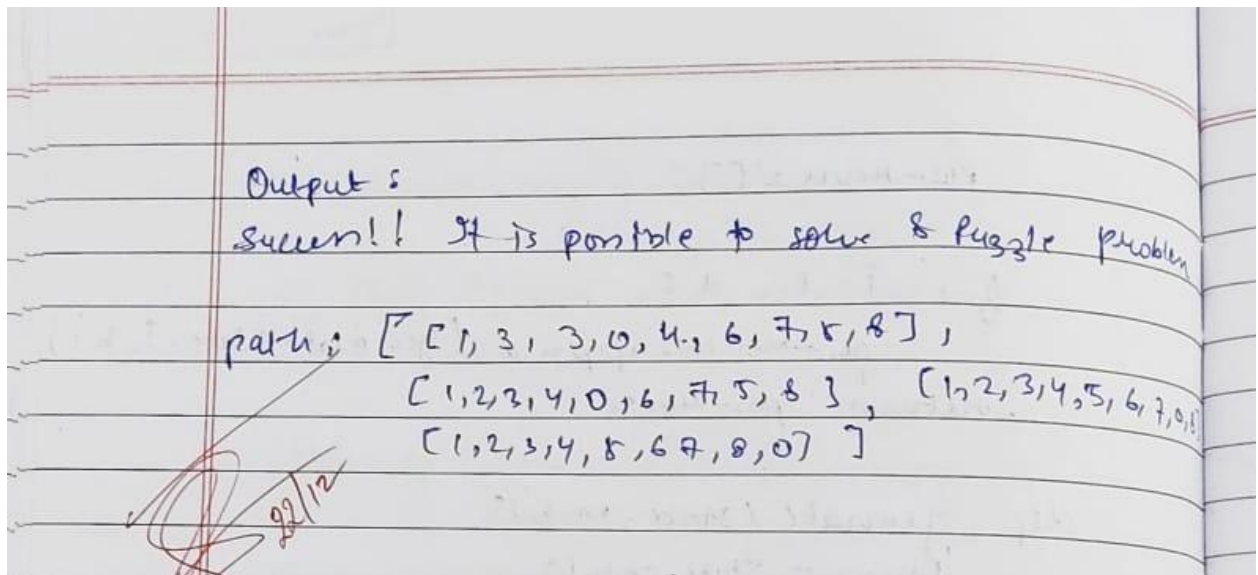 Output :
Success!! It is possible to solve 8 Puzzle problem
path : [ [1, 3, 3, 0, 4, 6, 7, 5, 8] ,
[1,2,3,4,0,6,7,5,8], [1,2,3,4,5,6,7,0,8]
[1,2,3,4,5,6 7,8,0] ]
22/12